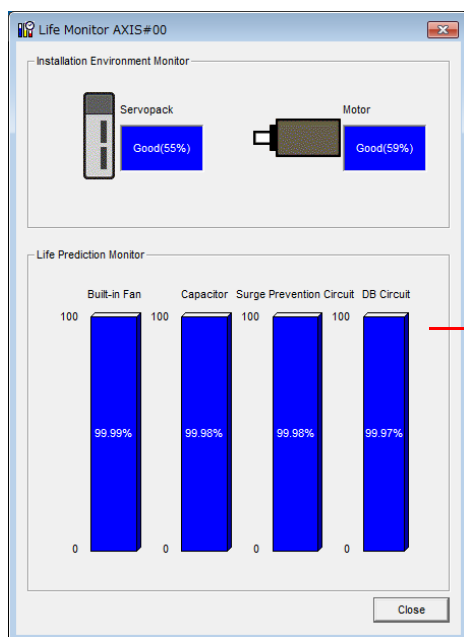 Life Monitor AXIS#00
Installation Environment Monitor
Servopack
Motor
Good(55%)
Good(59%)
Life Prediction Monitor
Built-in Fan Capacitor Surge Prevention Circuit DB Circuit
100 100 100 100
99.99% 99.98% 99.98% 99.97%
0 0 0 0
Close